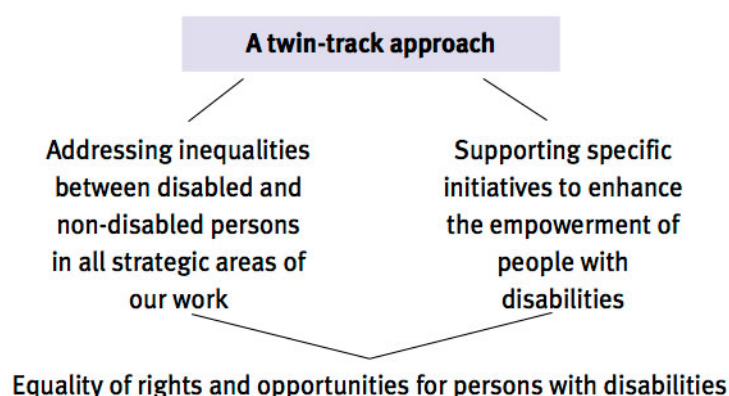 A twin-track approach
Addressing inequalities
between disabled and
non-disabled persons
in all strategic areas of
our work
Supporting specific
initiatives to enhance
the empowerment of
people with
disabilities
Equality of rights and opportunities for persons with disabilities